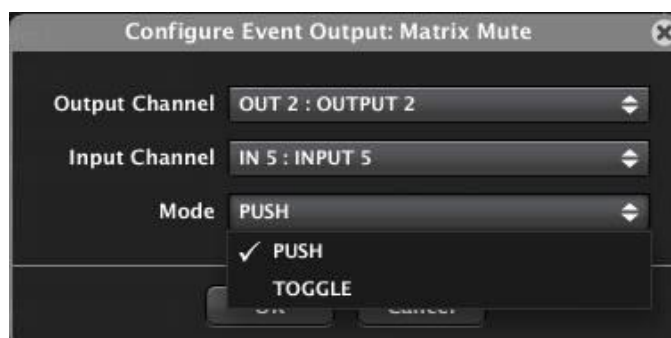 Configure Event Output: Matrix Mute
Output Channel OUT 2 : OUTPUT 2
Input Channel IN 5 : INPUT 5
Mode PUSH
✓ PUSH
TOGGLE